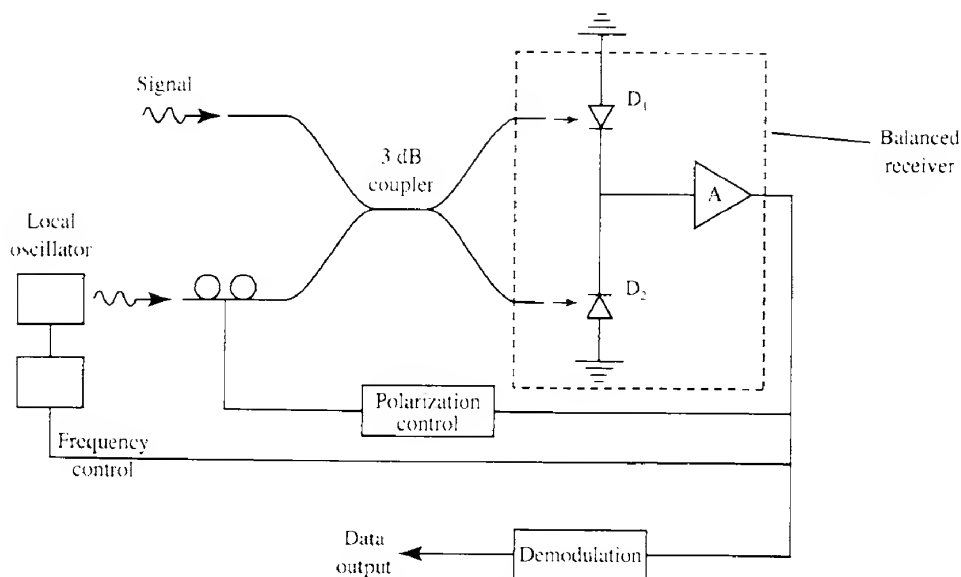 Signal
3 dB
coupler
D1
Balanced
receiver
A
Local
oscillator
D2
Polarization
control
Frequency
control
Data
output
Demodulation